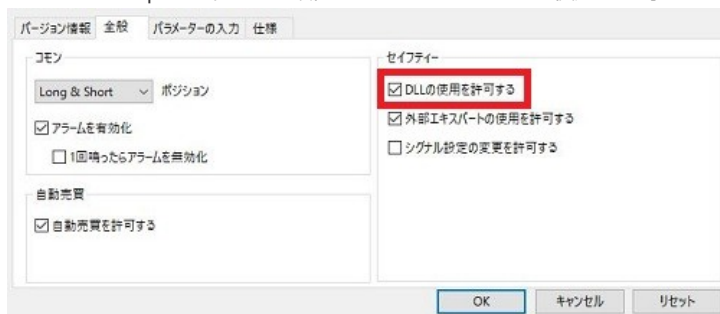 バージョン情報 全般 パラメーターの入力 仕様
コモン
Long & Short ポジション
アラームを有効化
1回鳴ったらアラームを無効化
自動売買
自動売買を許可する
セイフティー
DLLの使用を許可する
外部エキスパートの使用を許可する
シグナル設定の変更を許可する
OK キャンセル リセット